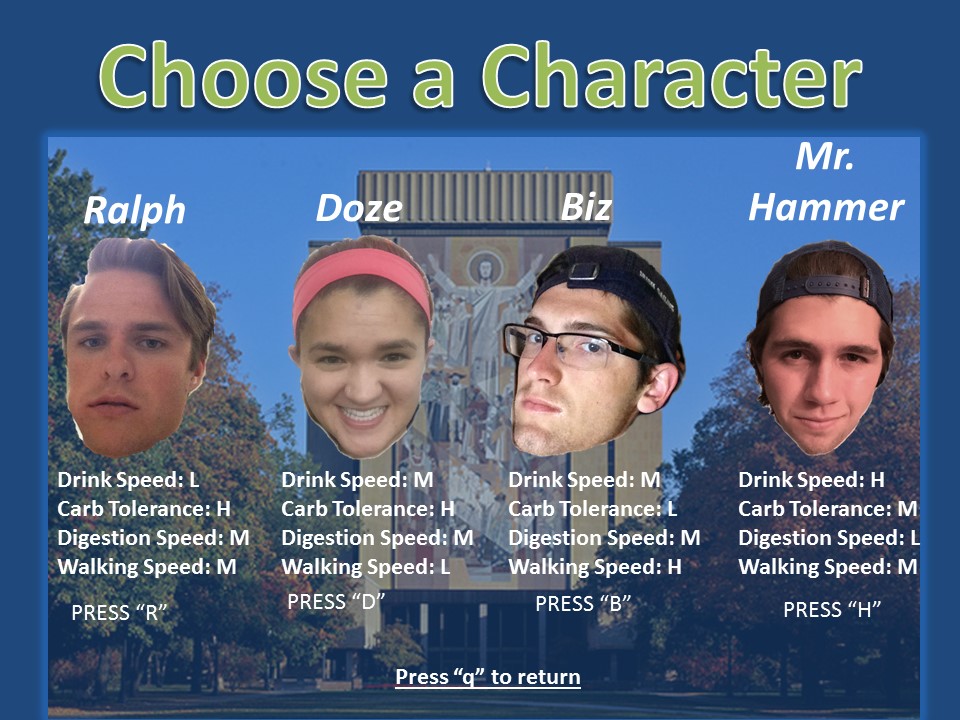 Choose a Character
Ralph
Doze
Biz
Mr.
Hammer
Drink Speed: L
Carb Tolerance: H
Digestion Speed: M
Walking Speed: M
PRESS “R”
Drink Speed: M
Carb Tolerance: H
Digestion Speed: M
Walking Speed: L
PRESS “D”
Drink Speed: M
Carb Tolerance: L
Digestion Speed: M
Walking Speed: H
PRESS “B”
Drink Speed: H
Carb Tolerance: M
Digestion Speed: L
Walking Speed: M
PRESS “H”
Press “q” to return